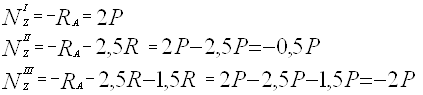 N_Z^I = -R_A = 2P
N_Z^II = -R_A - 2,5R = 2P-2,5P=-0,5P
N_Z^III = -R_A - 2,5R-1,5R = 2P-2,5P-1,5P=-2P